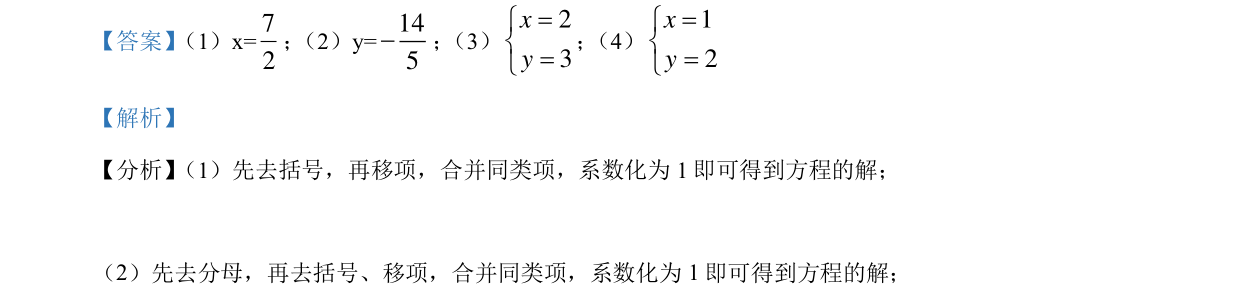 【答案】（1）x=7/2；（2）y=−14/5；（3）{x=2 y=3；（4）{x=1 y=2
【解析】
【分析】（1）先去括号，再移项，合并同类项，系数化为 1 即可得到方程的解；
（2）先去分母，再去括号、移项，合并同类项，系数化为 1 即可得到方程的解；